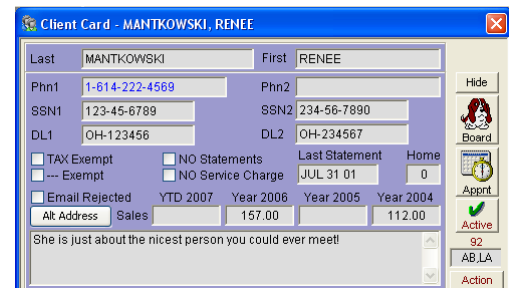 Client Card - MANTKOWSKI, RENEE
Last MANTKOWSKI First RENEE
Phn1 1-614-222-4569 Phn2 Hide
SSN1 123-45-6789 SSN2 234-56-7890
DL1 OH-123456 DL2 OH-234567 Board
TAX Exempt NO Statements Last Statement Home
--- Exempt NO Service Charge JUL 31 01 0
Email Rejected YTD 2007 Year 2006 Year 2005 Year 2004 Appnt
Alt Address Sales 157.00 112.00
Active
She is just about the nicest person you could ever meet! 92
AB,LA
Action